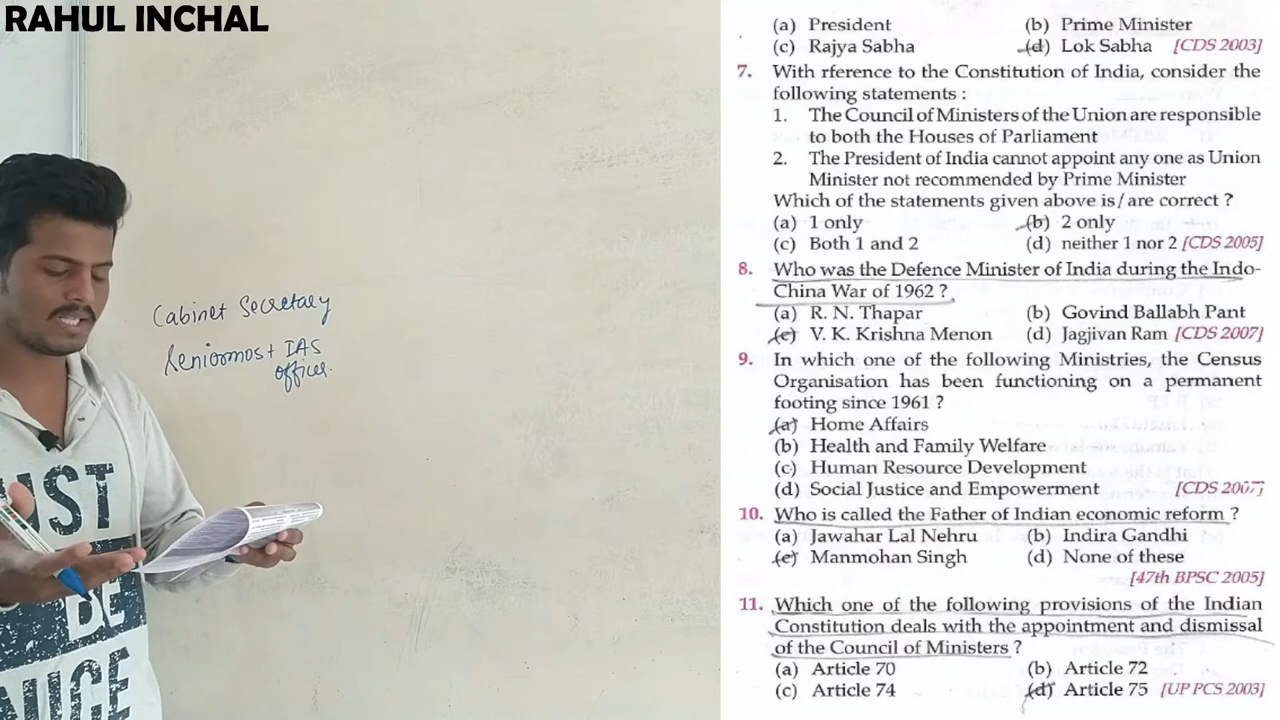 RAHUL INCHAL
Cabinet Secretary
Seniormost IAS
officer.
UST
BE
NICE
(a) President (b) Prime Minister
(c) Rajya Sabha (d) Lok Sabha [CDS 2003]
7. With rference to the Constitution of India, consider the
following statements :
1. The Council of Ministers of the Union are responsible
to both the Houses of Parliament
2. The President of India cannot appoint any one as Union
Minister not recommended by Prime Minister
Which of the statements given above is/are correct ?
(a) 1 only (b) 2 only
(c) Both 1 and 2 (d) neither 1 nor 2 [CDS 2005]
8. Who was the Defence Minister of India during the Indo-
China War of 1962 ?
(a) R. N. Thapar (b) Govind Ballabh Pant
(c) V. K. Krishna Menon (d) Jagjivan Ram [CDS 2007]
9. In which one of the following Ministries, the Census
Organisation has been functioning on a permanent
footing since 1961 ?
(a) Home Affairs
(b) Health and Family Welfare
(c) Human Resource Development
(d) Social Justice and Empowerment [CDS 2007]
10. Who is called the Father of Indian economic reform ?
(a) Jawahar Lal Nehru (b) Indira Gandhi
(c) Manmohan Singh (d) None of these
[47th BPSC 2005]
11. Which one of the following provisions of the Indian
Constitution deals with the appointment and dismissal
of the Council of Ministers ?
(a) Article 70 (b) Article 72
(c) Article 74 (d) Article 75 [UP PCS 2003]